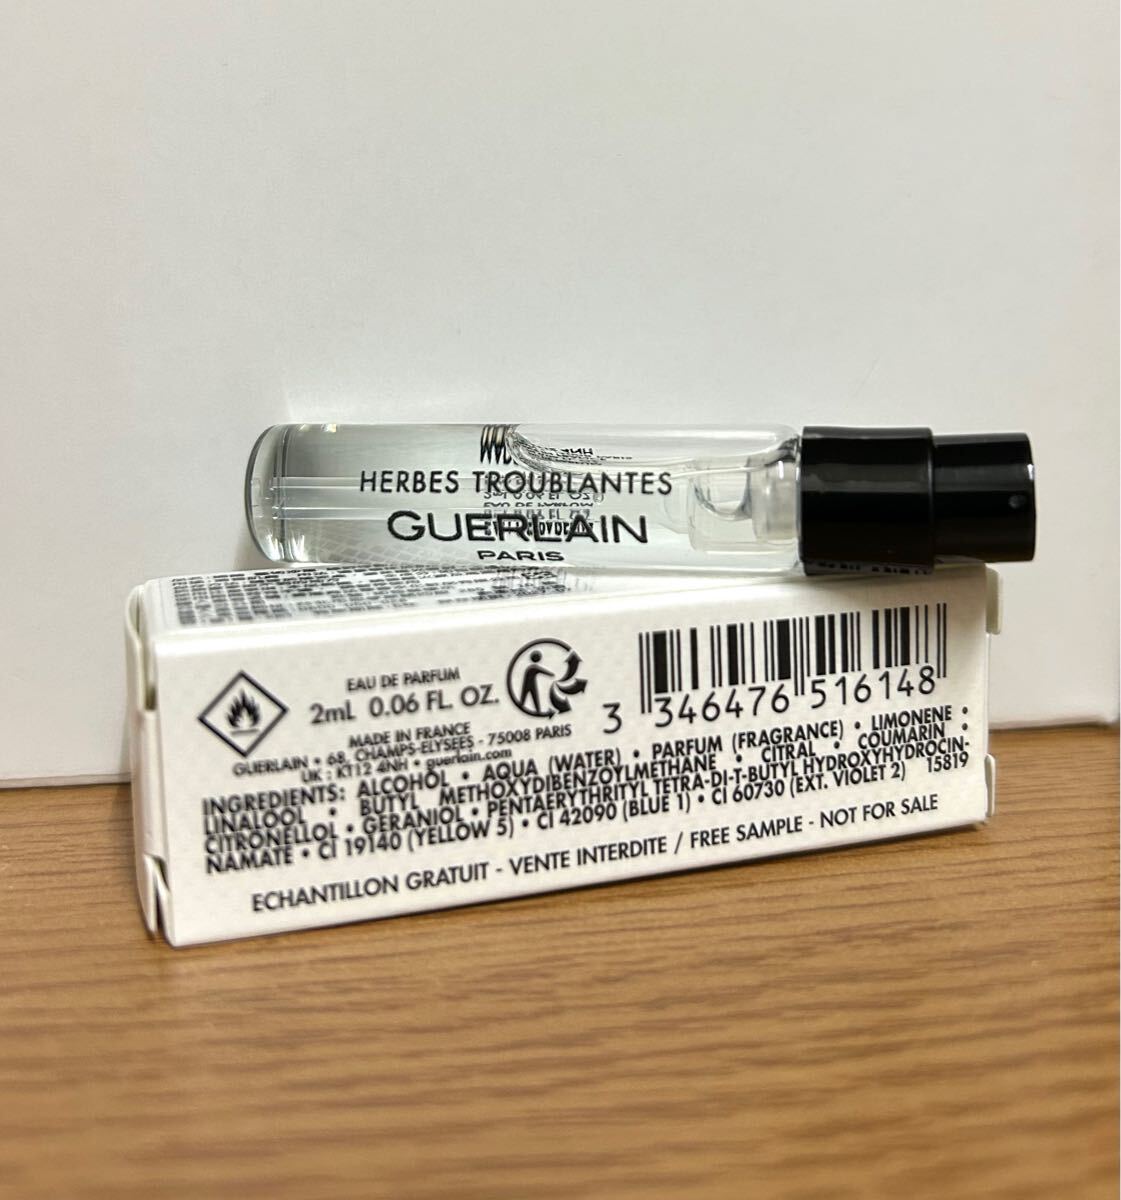 HERBES TROUBLANTES
GUERLAIN
PARIS
EAU DE PARFUM
2mL 0.06 FL. OZ.
MADE IN FRANCE
GUERLAIN • 68, CHAMPS-ELYSEES - 75008 PARIS
UK : KT12 4NH • guerlain.com
3 346476 516148
INGREDIENTS: ALCOHOL • AQUA (WATER) • PARFUM (FRAGRANCE) • LIMONENE •
LINALOOL • BUTYL METHOXYDIBENZOYLMETHANE • CITRAL • COUMARIN •
CITRONELLOL • GERANIOL • PENTAERYTHRITYL TETRA-DI-T-BUTYL HYDROXYHYDROCIN-
NAMATE • CI 19140 (YELLOW 5) • CI 42090 (BLUE 1) • CI 60730 (EXT. VIOLET 2) 15819
ECHANTILLON GRATUIT - VENTE INTERDITE / FREE SAMPLE - NOT FOR SALE